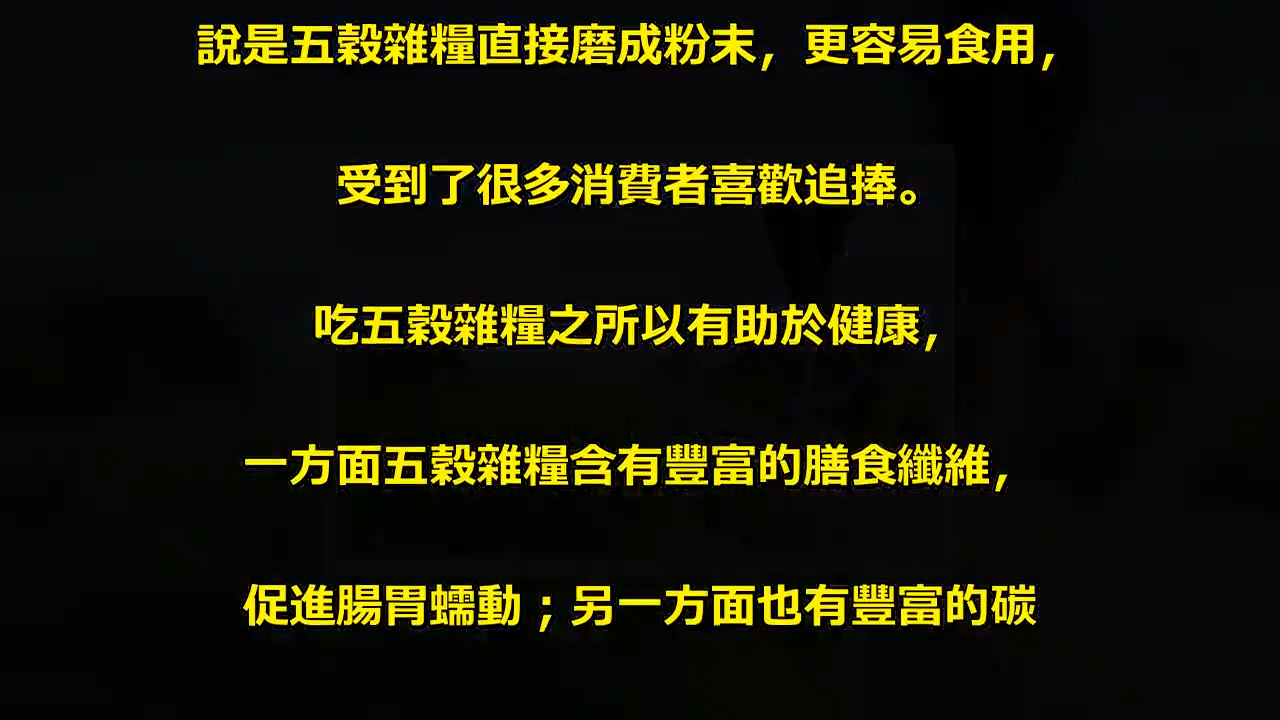 說是五穀雜糧直接磨成粉末，更容易食用，
受到了很多消費者喜歡追捧。
吃五穀雜糧之所以有助於健康，
一方面五穀雜糧含有豐富的膳食纖維，
促進腸胃蠕動；另一方面也有豐富的碳